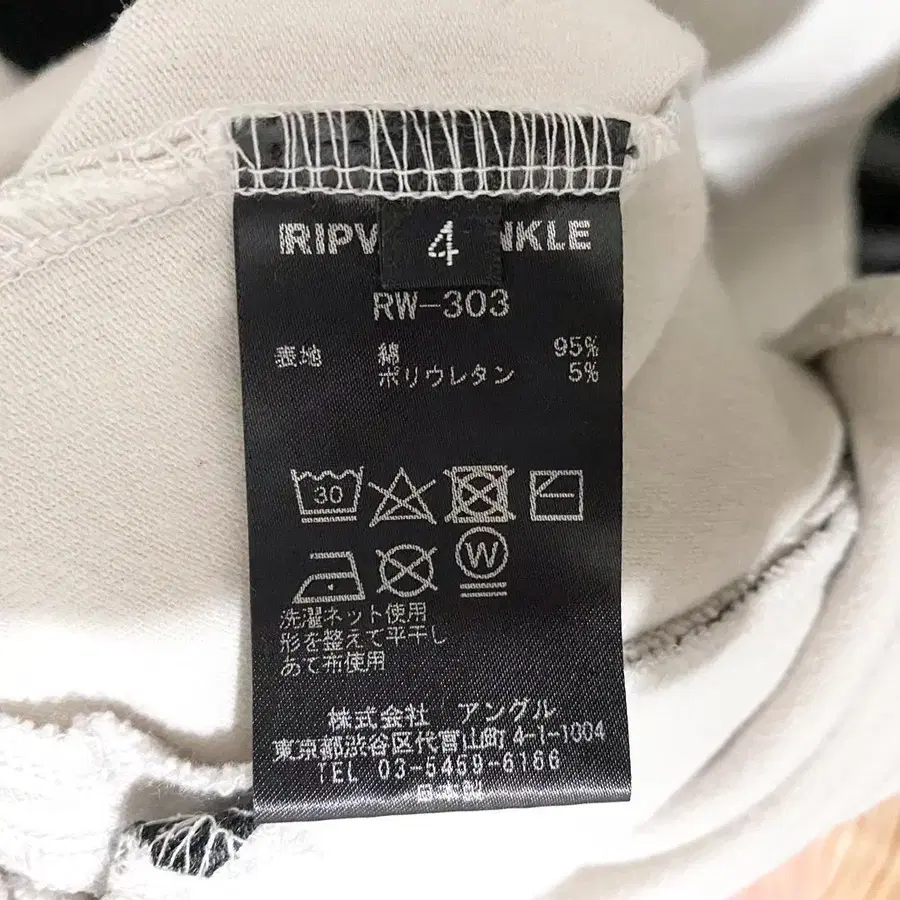 RIPV NKLE
4
RW-303
表地 綿 95%
ポリウレタン 5%
30
W
洗濯ネット使用
形を整えて平干し
あて布使用
株式会社 アングル
東京都渋谷区代官山町 4-1-1004
TEL 03-5459-6166
日本製